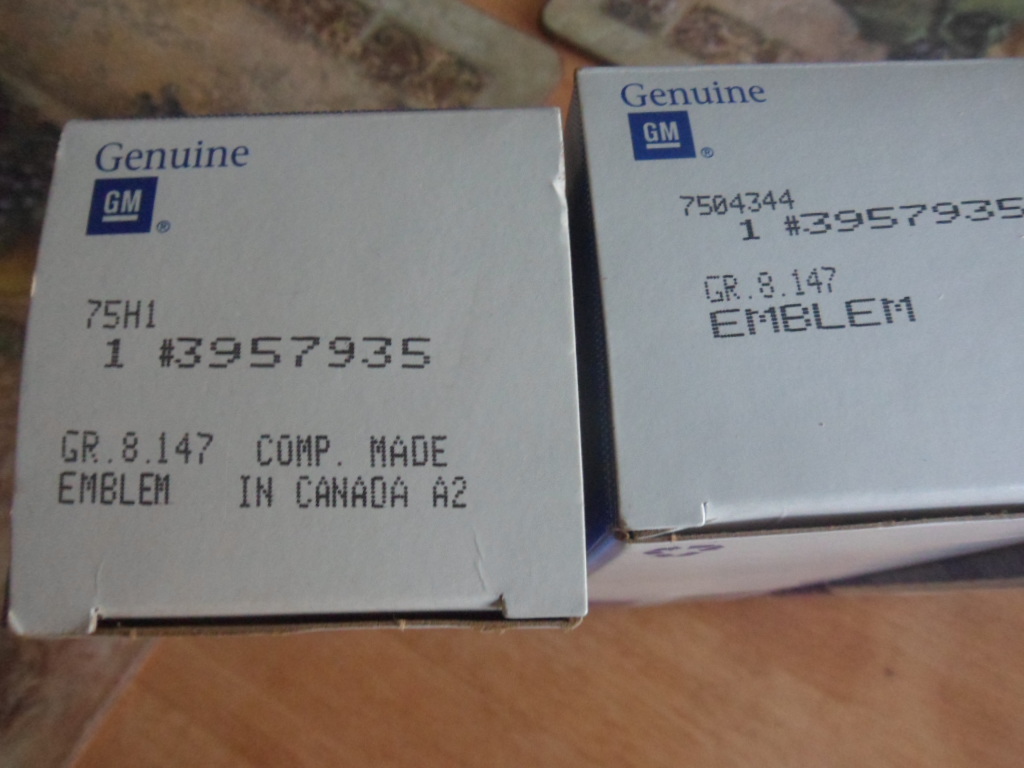 Genuine
GM ®
75H1
1 #3957935
GR.8.147 COMP. MADE
EMBLEM IN CANADA A2
Genuine
GM ®
7504344
1 #3957935
GR.8.147
EMBLEM